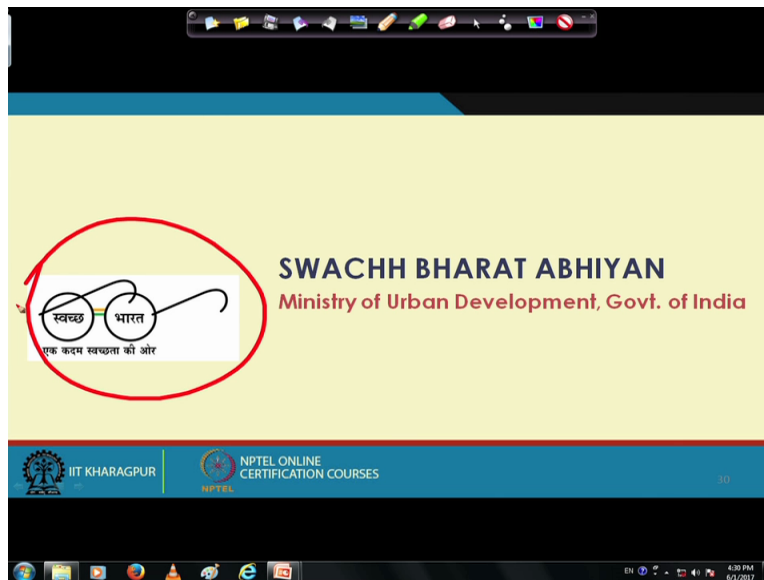 SWACHH BHARAT ABHIYAN
Ministry of Urban Development, Govt. of India
स्वच्छ भारत
एक कदम स्वच्छता की ओर
IIT KHARAGPUR
NPTEL ONLINE
CERTIFICATION COURSES
NPTEL
30
EN
4:30 PM
6/1/2017